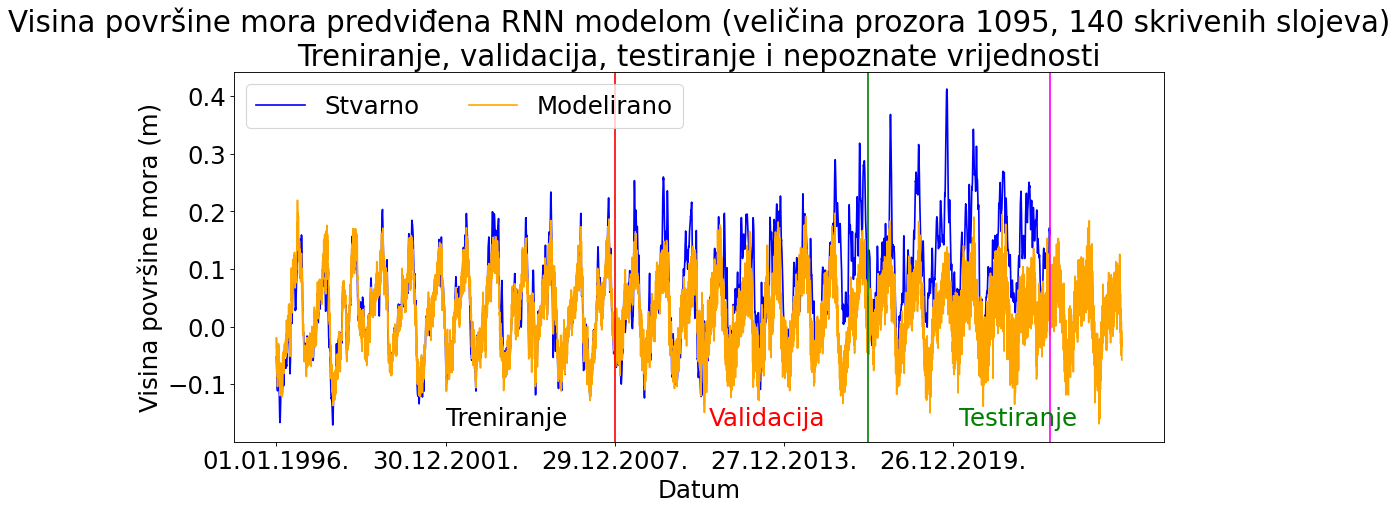 Visina površine mora predviđena RNN modelom (veličina prozora 1095, 140 skrivenih slojeva)
Treniranje, validacija, testiranje i nepoznate vrijednosti
Stvarno
Modelirano
Visina površine mora (m)
0.4
0.3
0.2
0.1
0.0
−0.1
Treniranje
Validacija
Testiranje
01.01.1996.
30.12.2001.
29.12.2007.
27.12.2013.
26.12.2019.
Datum